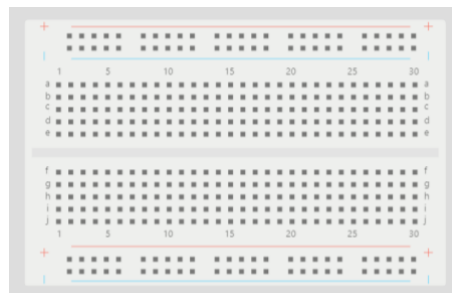 + +
| |
1 5 10 15 20 25 30
a a
b b
c c
d d
e e
f f
g g
h h
i i
j j
1 5 10 15 20 25 30
+ +
| |